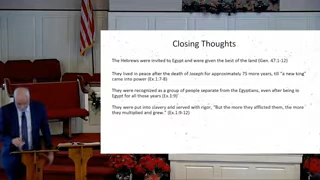 Closing Thoughts
The Hebrews were invited to Egypt and were given the best of the land (Gen. 47:1-12)
They lived in peace after the death of Joseph for approximately 75 more years, till "a new king"
came into power (Ex.1:7-8)
They were recognized as a group of people separate from the Egyptians, even after being in
Egypt for all those years (Ex.1:9)
They were put into slavery and served with rigor, "But the more they afflicted them, the more
they multiplied and grew." (Ex.1:9-12)